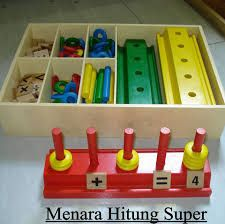 + = 4
Menara Hitung Super